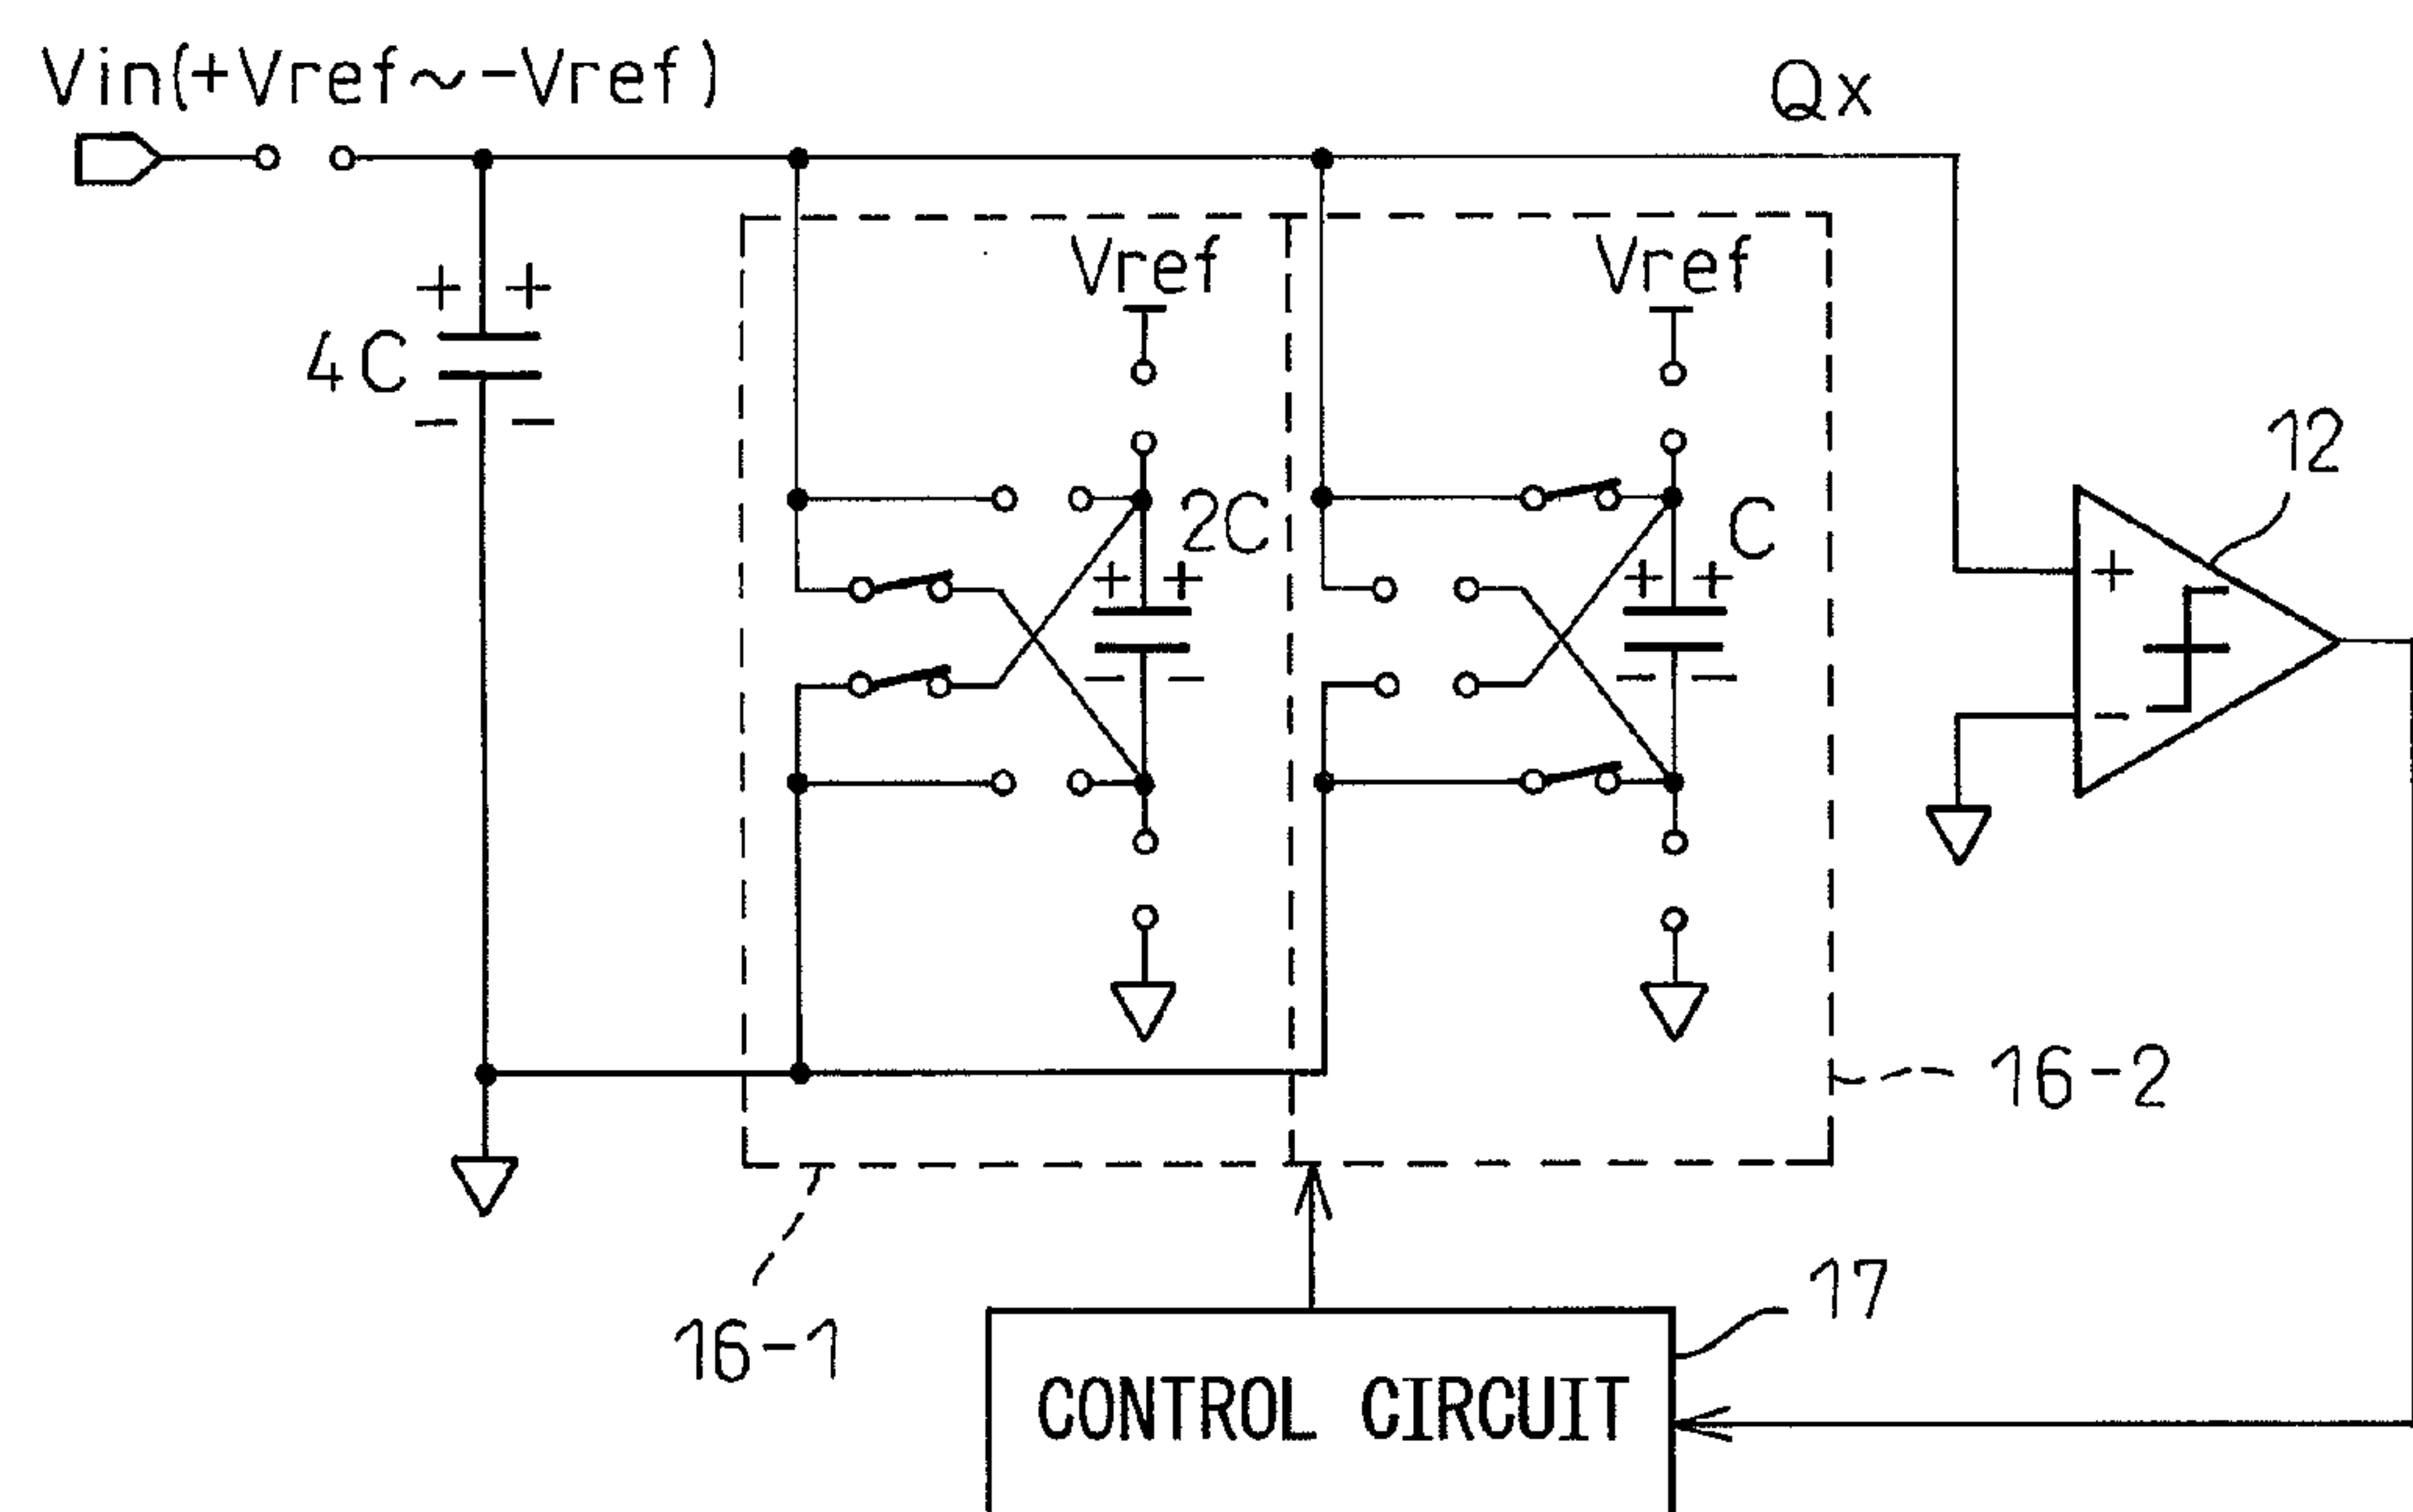 Vin(+Vref～-Vref)
Qx
Vref
Vref
+ +
4C
- -
12
2C
C
+ +
+ +
- -
- -
+
-
16-2
16-1
17
CONTROL CIRCUIT